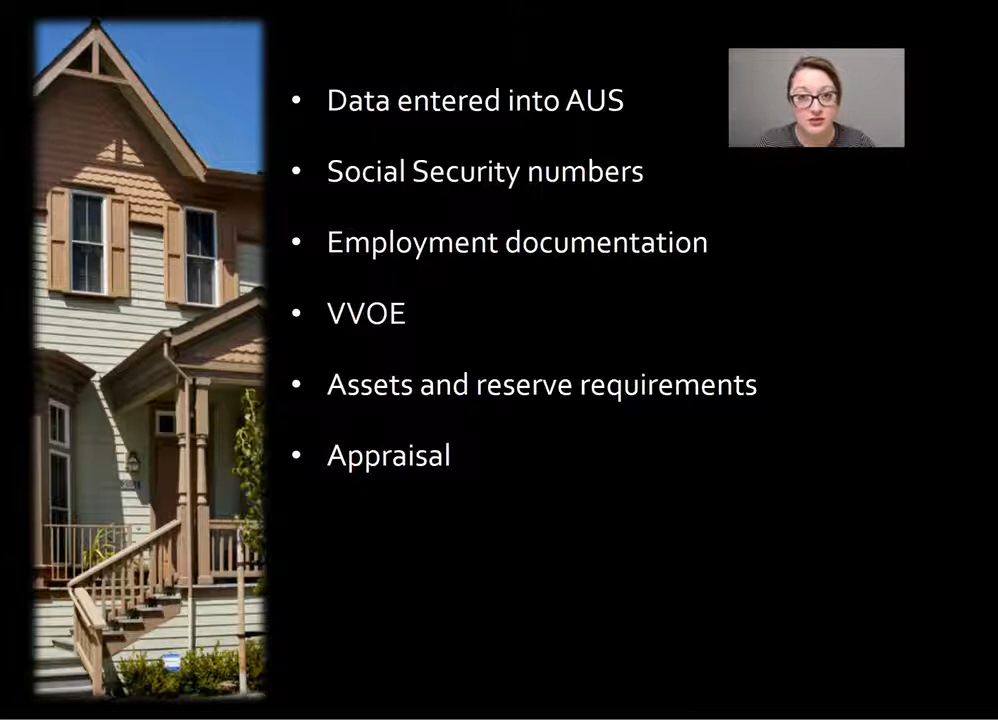 Data entered into AUS
Social Security numbers
Employment documentation
VVOE
Assets and reserve requirements
Appraisal